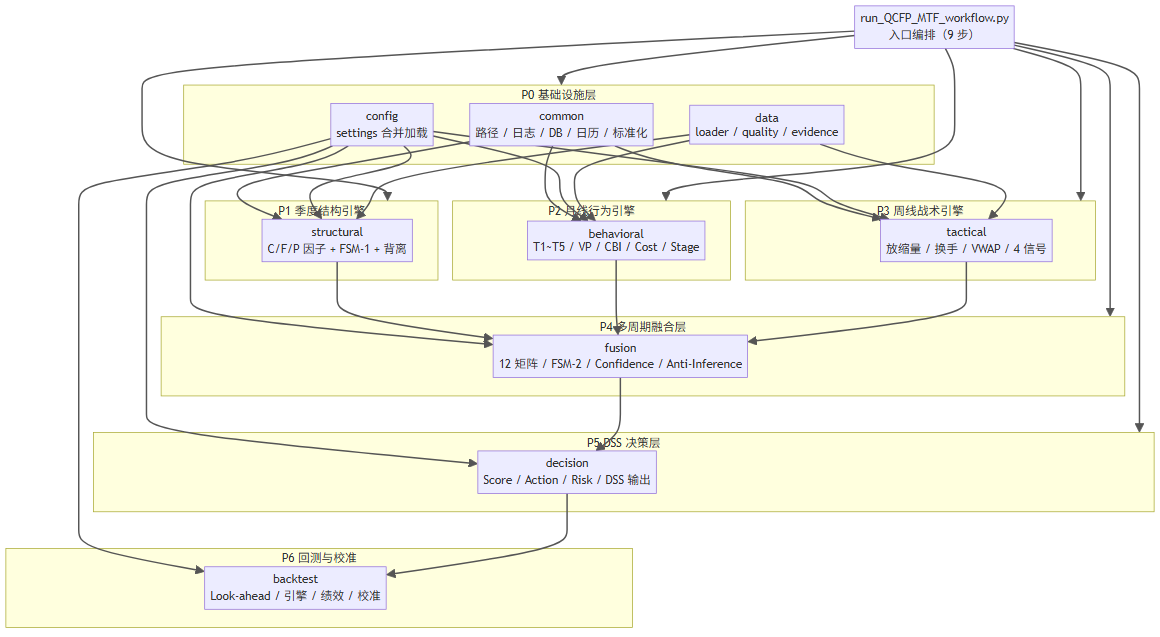 run_QCFP_MTF_workflow.py
入口编排（9 步）
P0 基础设施层
config
settings 合并加载
common
路径 / 日志 / DB / 日历 / 标准化
data
loader / quality / evidence
P1 季度结构引擎
structural
C/F/P 因子 + FSM-1 + 背离
P2 月线行为引擎
behavioral
T1~T5 / VP / CBI / Cost / Stage
P3 周线战术引擎
tactical
放缩量 / 换手 / VWAP / 4 信号
P4 多周期融合层
fusion
12 矩阵 / FSM-2 / Confidence / Anti-Inference
P5 DSS 决策层
decision
Score / Action / Risk / DSS 输出
P6 回测与校准
backtest
Look-ahead / 引擎 / 绩效 / 校准